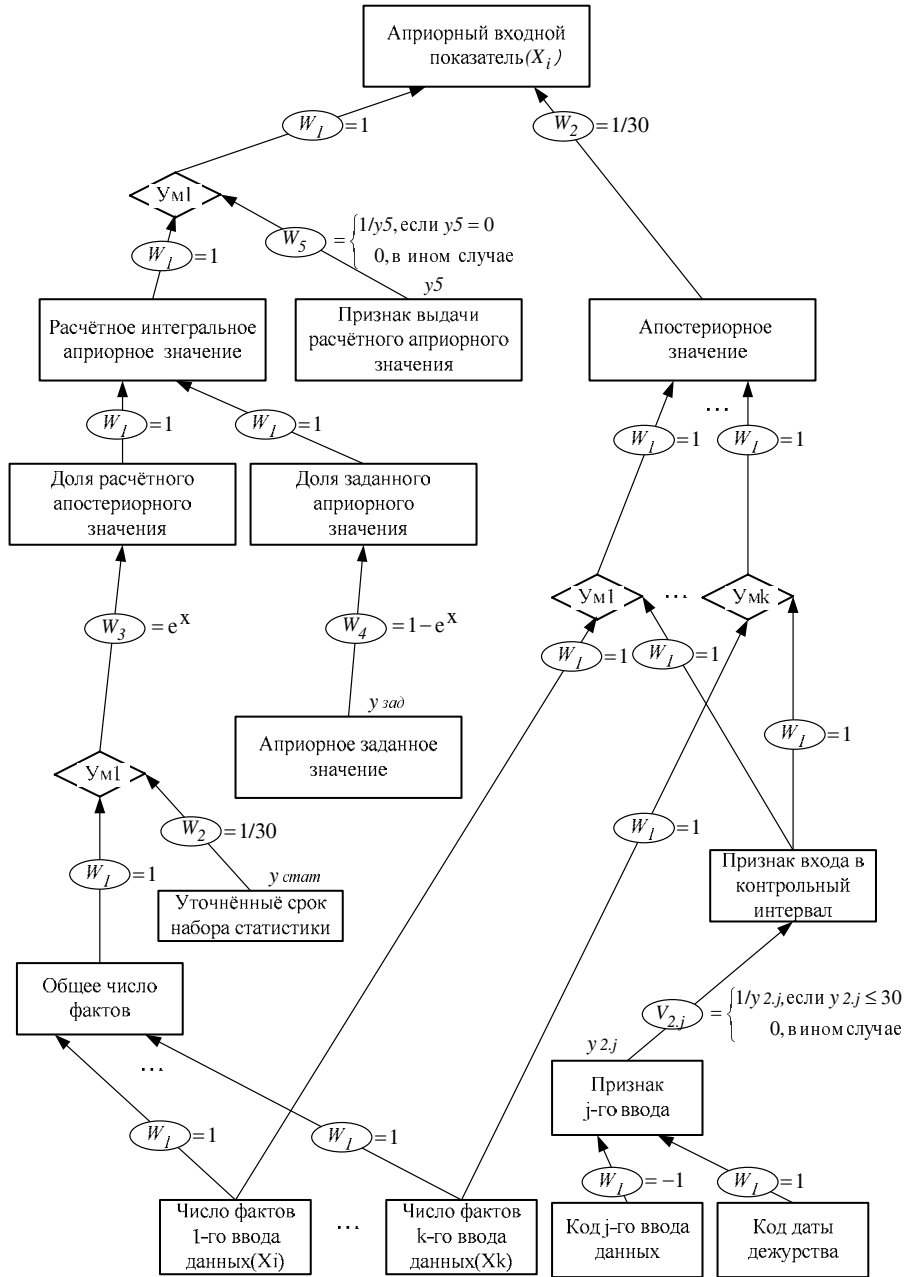 Априорный входной
показатель(Xi)
W1=1
W2=1/30
Ум1
W5 = {1/y5, если y5 = 0
0, в ином случае
W1=1
y5
Расчётное интегральное
априорное значение
Признак выдачи
расчётного априорного
значения
Апостериорное
значение
...
W1=1
W1=1
W1=1
W1=1
Доля расчётного
апостериорного
значения
Доля заданного
априорного
значения
Ум1
...
Умk
W3 = e^x
W4 = 1 − e^x
W1=1
W1=1
y зад
Априорное заданное
значение
W1=1
Ум1
W2=1/30
W1=1
W1=1
y стат
Уточнённыё срок
набора статистики
Признак входа в
контрольный
интервал
Общее число
фактов
V2.j = {1/y 2.j, если y 2.j ≤ 30
0, в ином случае
y 2.j
...
Признак
j-го ввода
W1=1
W1=1
W1= −1
W1=1
Число фактов
1-го ввода
данных(Xi)
...
Число фактов
k-го ввода
данных(Xk)
Код j-го ввода
данных
Код даты
дежурства